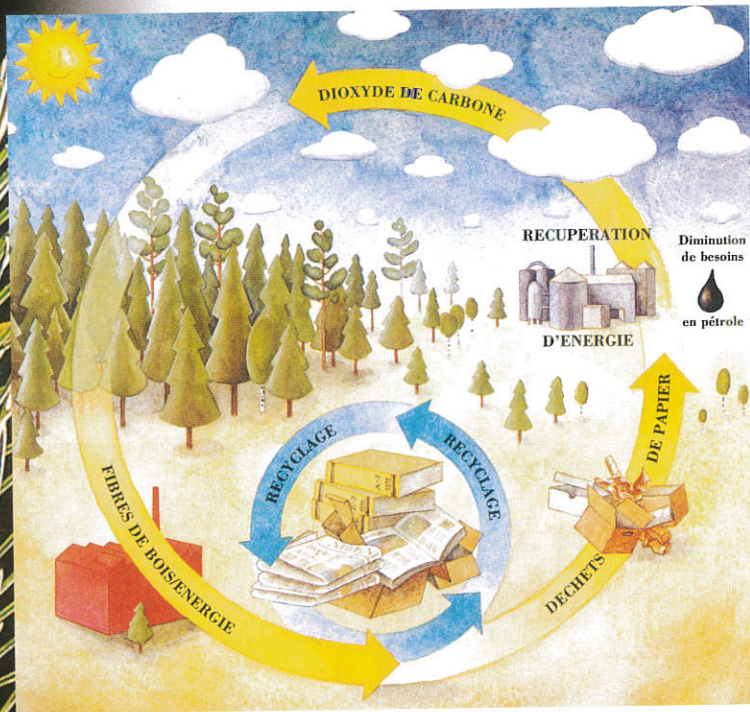 DIOXYDE DE CARBONE
RECUPERATION
D'ENERGIE
Diminution
de besoins
en pétrole
DE PAPIER
DECHETS
RECYCLAGE
RECYCLAGE
FIBRES DE BOIS/ENERGIE
A-Z